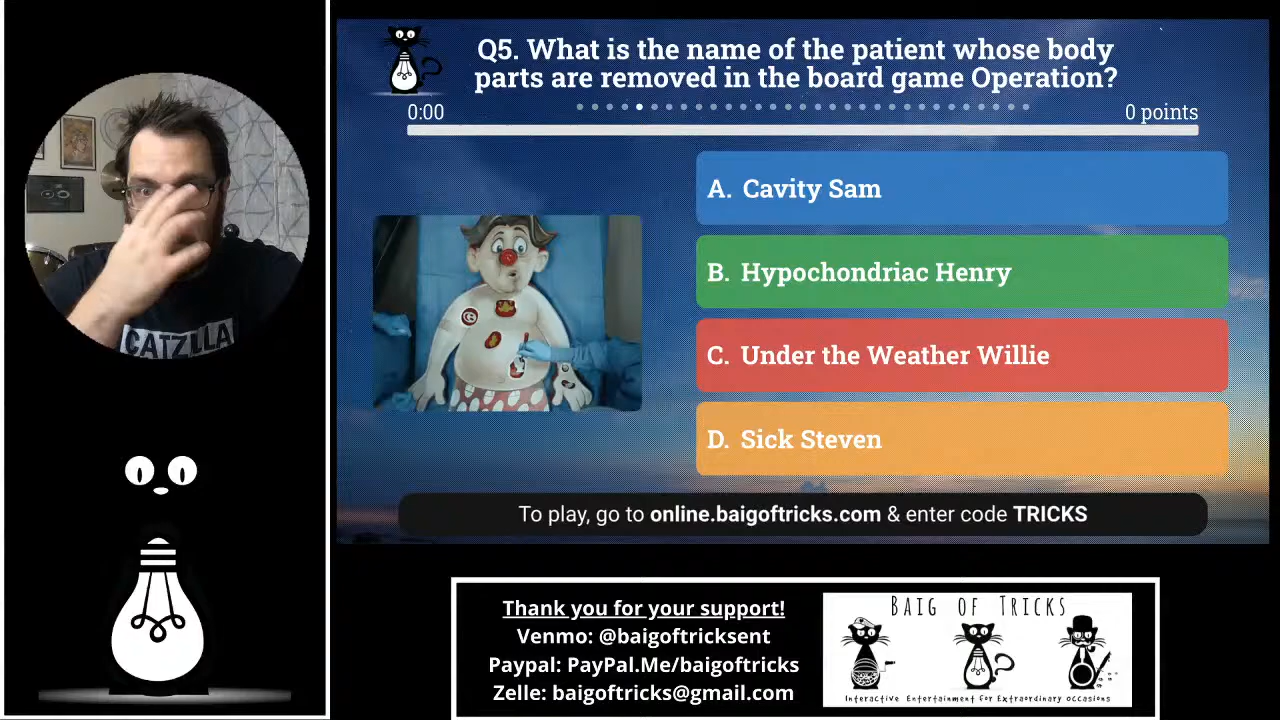 Q5. What is the name of the patient whose body
parts are removed in the board game Operation?
0:00
0 points
A. Cavity Sam
B. Hypochondriac Henry
C. Under the Weather Willie
D. Sick Steven
To play, go to online.baigoftricks.com & enter code TRICKS
CATZLLA
Thank you for your support!
Venmo: @baigoftricksent
Paypal: PayPal.Me/baigoftricks
Zelle: baigoftricks@gmail.com
BAIG OF TRICKS
Interactive Entertainment for Extraordinary occasions